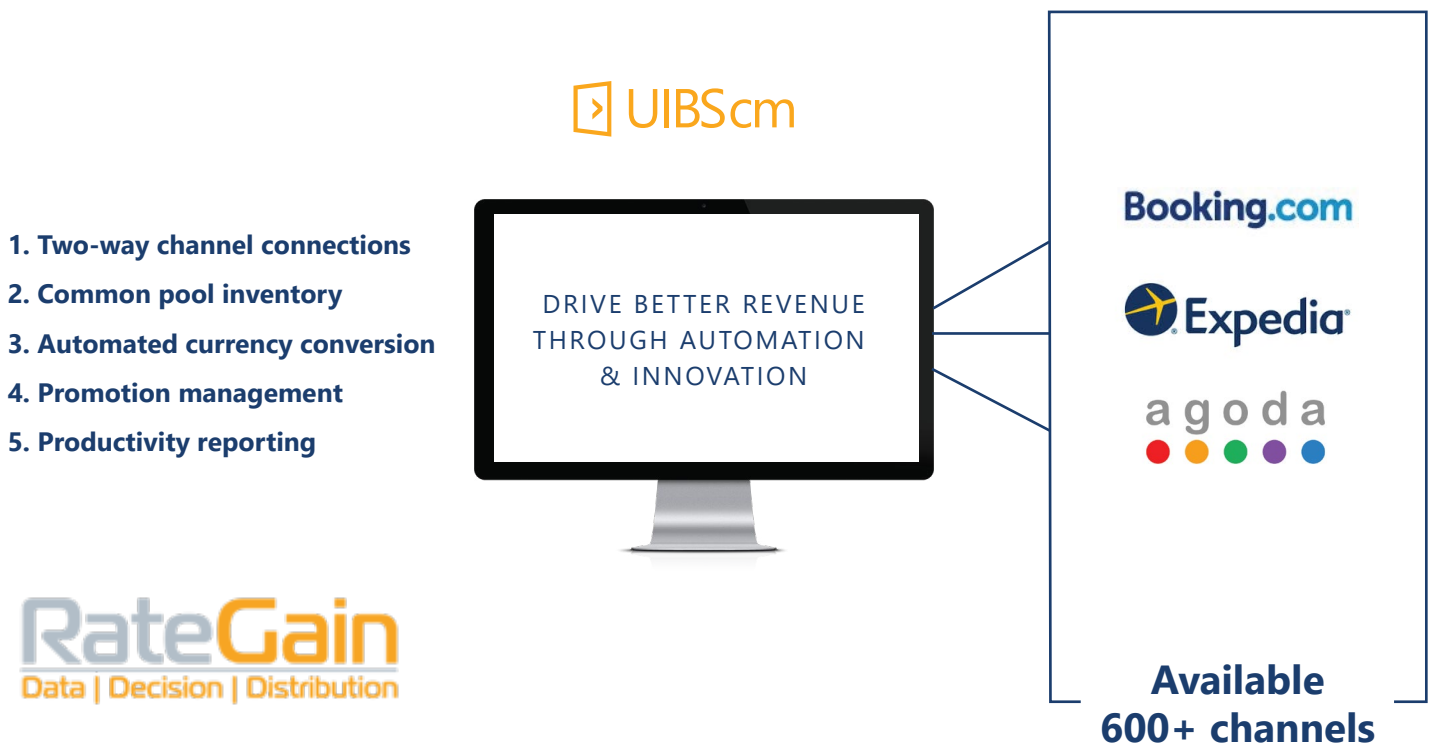 UIBScm
1. Two-way channel connections
2. Common pool inventory
3. Automated currency conversion
4. Promotion management
5. Productivity reporting
DRIVE BETTER REVENUE
THROUGH AUTOMATION
& INNOVATION
Booking.com
Expedia®
agoda
RateGain
Data | Decision | Distribution
Available
600+ channels